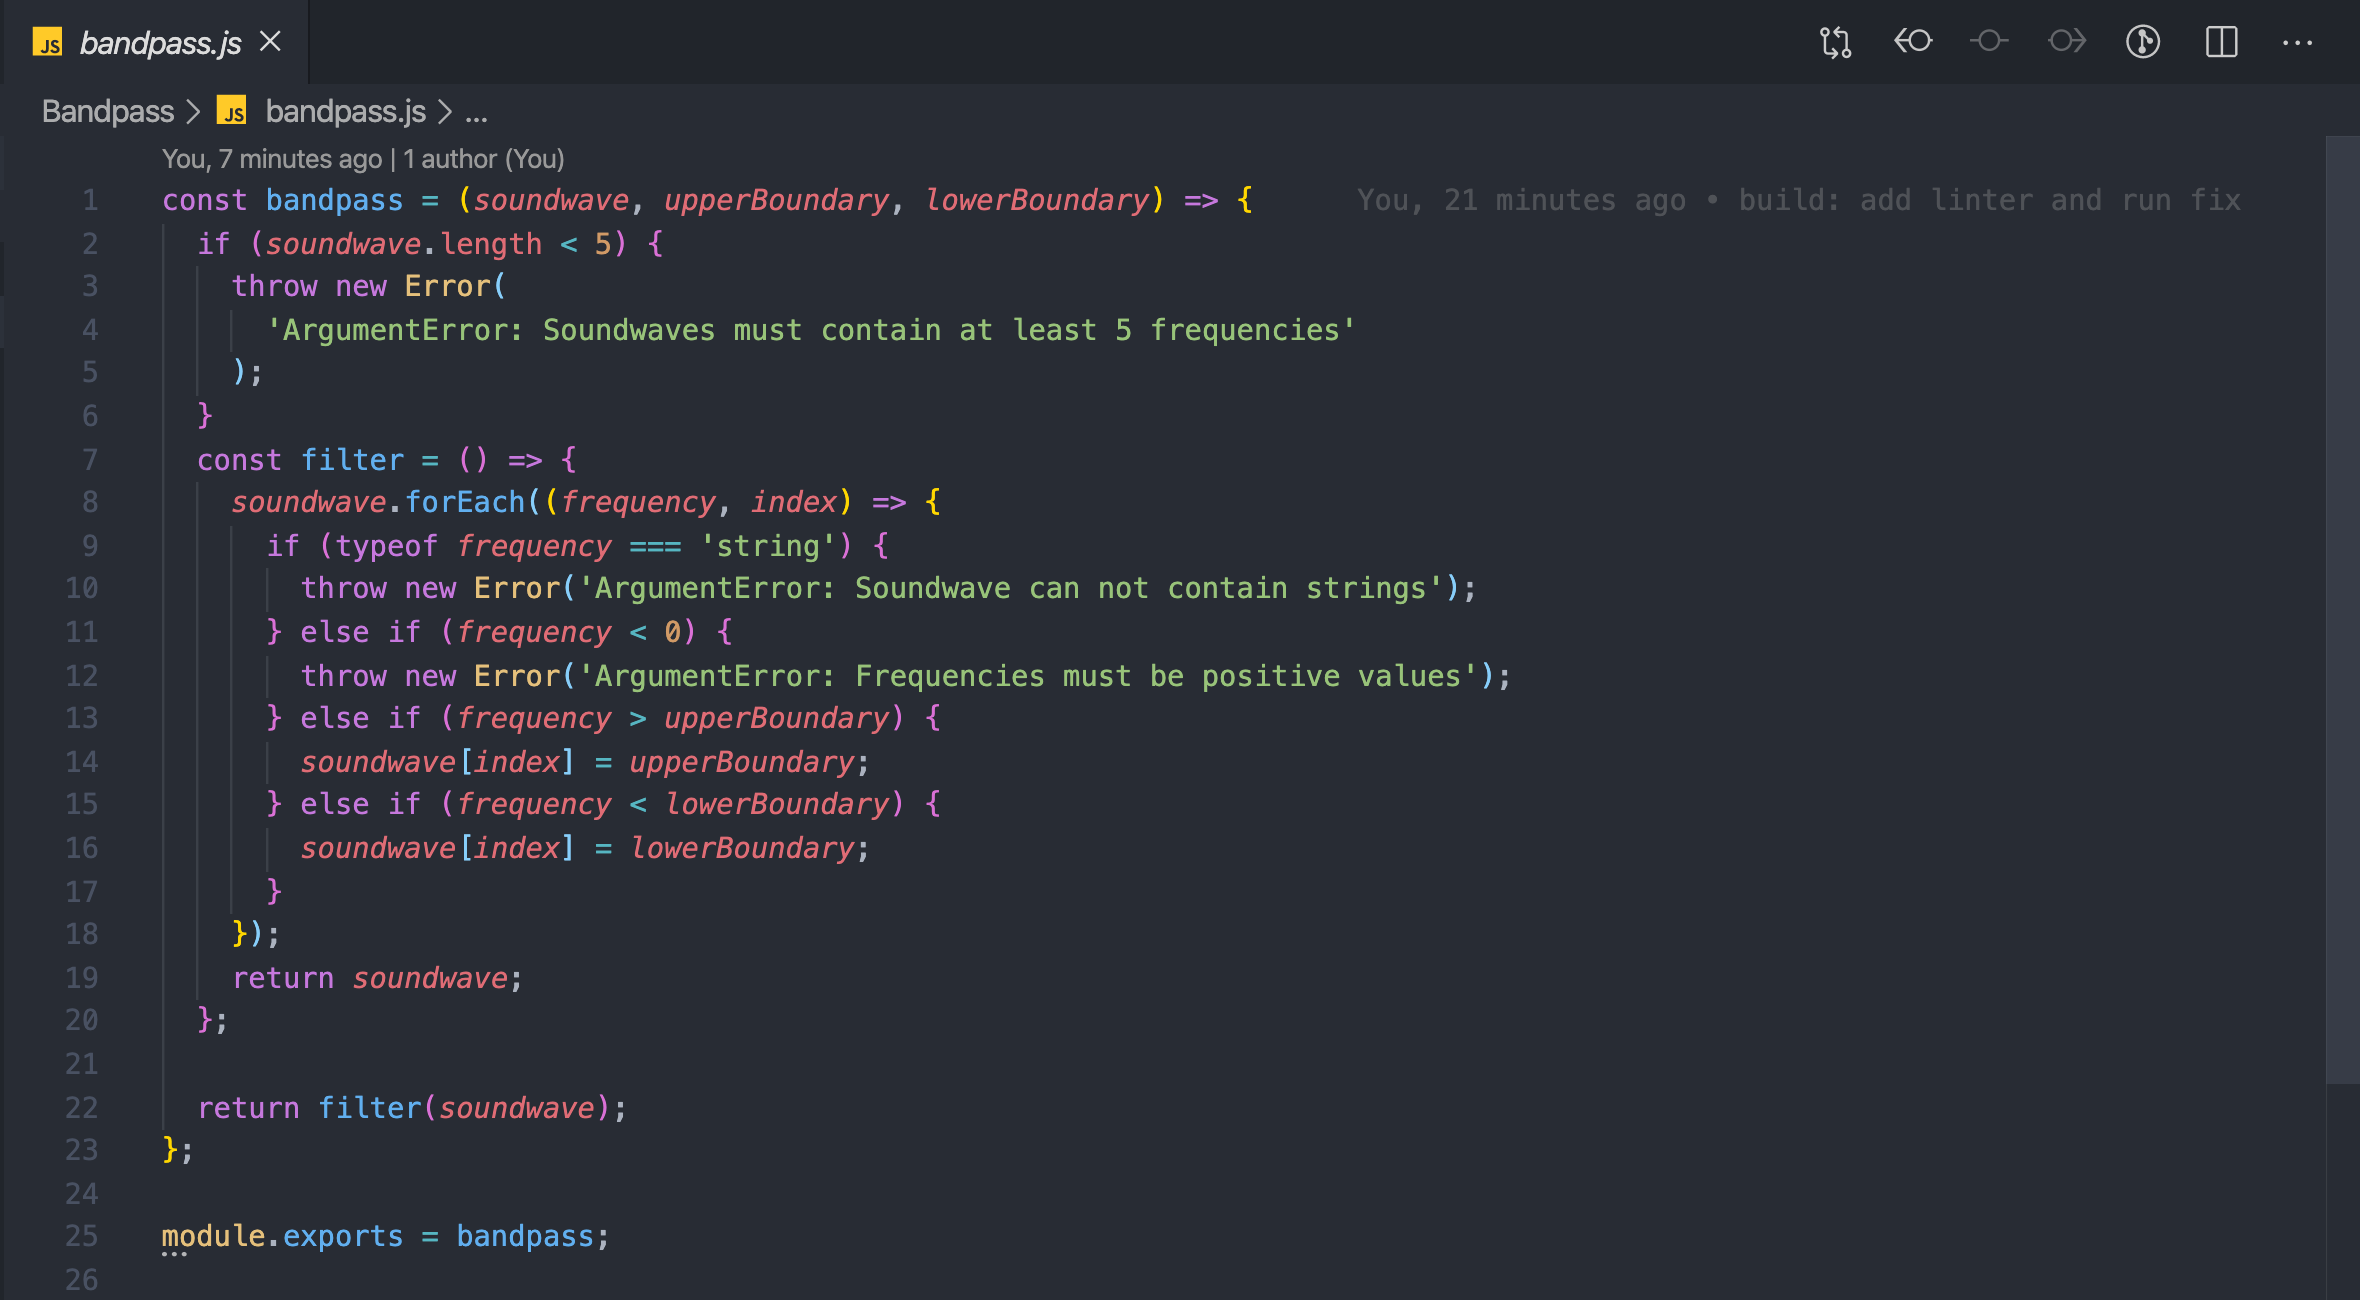 JS bandpass.js
Bandpass > JS bandpass.js > ...
You, 7 minutes ago | 1 author (You)
1 const bandpass = (soundwave, upperBoundary, lowerBoundary) => { You, 21 minutes ago • build: add linter and run fix
2 if (soundwave.length < 5) {
3 throw new Error(
4 'ArgumentError: Soundwaves must contain at least 5 frequencies'
5 );
6 }
7 const filter = () => {
8 soundwave.forEach((frequency, index) => {
9 if (typeof frequency === 'string') {
10 throw new Error('ArgumentError: Soundwave can not contain strings');
11 } else if (frequency < 0) {
12 throw new Error('ArgumentError: Frequencies must be positive values');
13 } else if (frequency > upperBoundary) {
14 soundwave[index] = upperBoundary;
15 } else if (frequency < lowerBoundary) {
16 soundwave[index] = lowerBoundary;
17 }
18 });
19 return soundwave;
20 };
21
22 return filter(soundwave);
23 };
24
25 module.exports = bandpass;
26